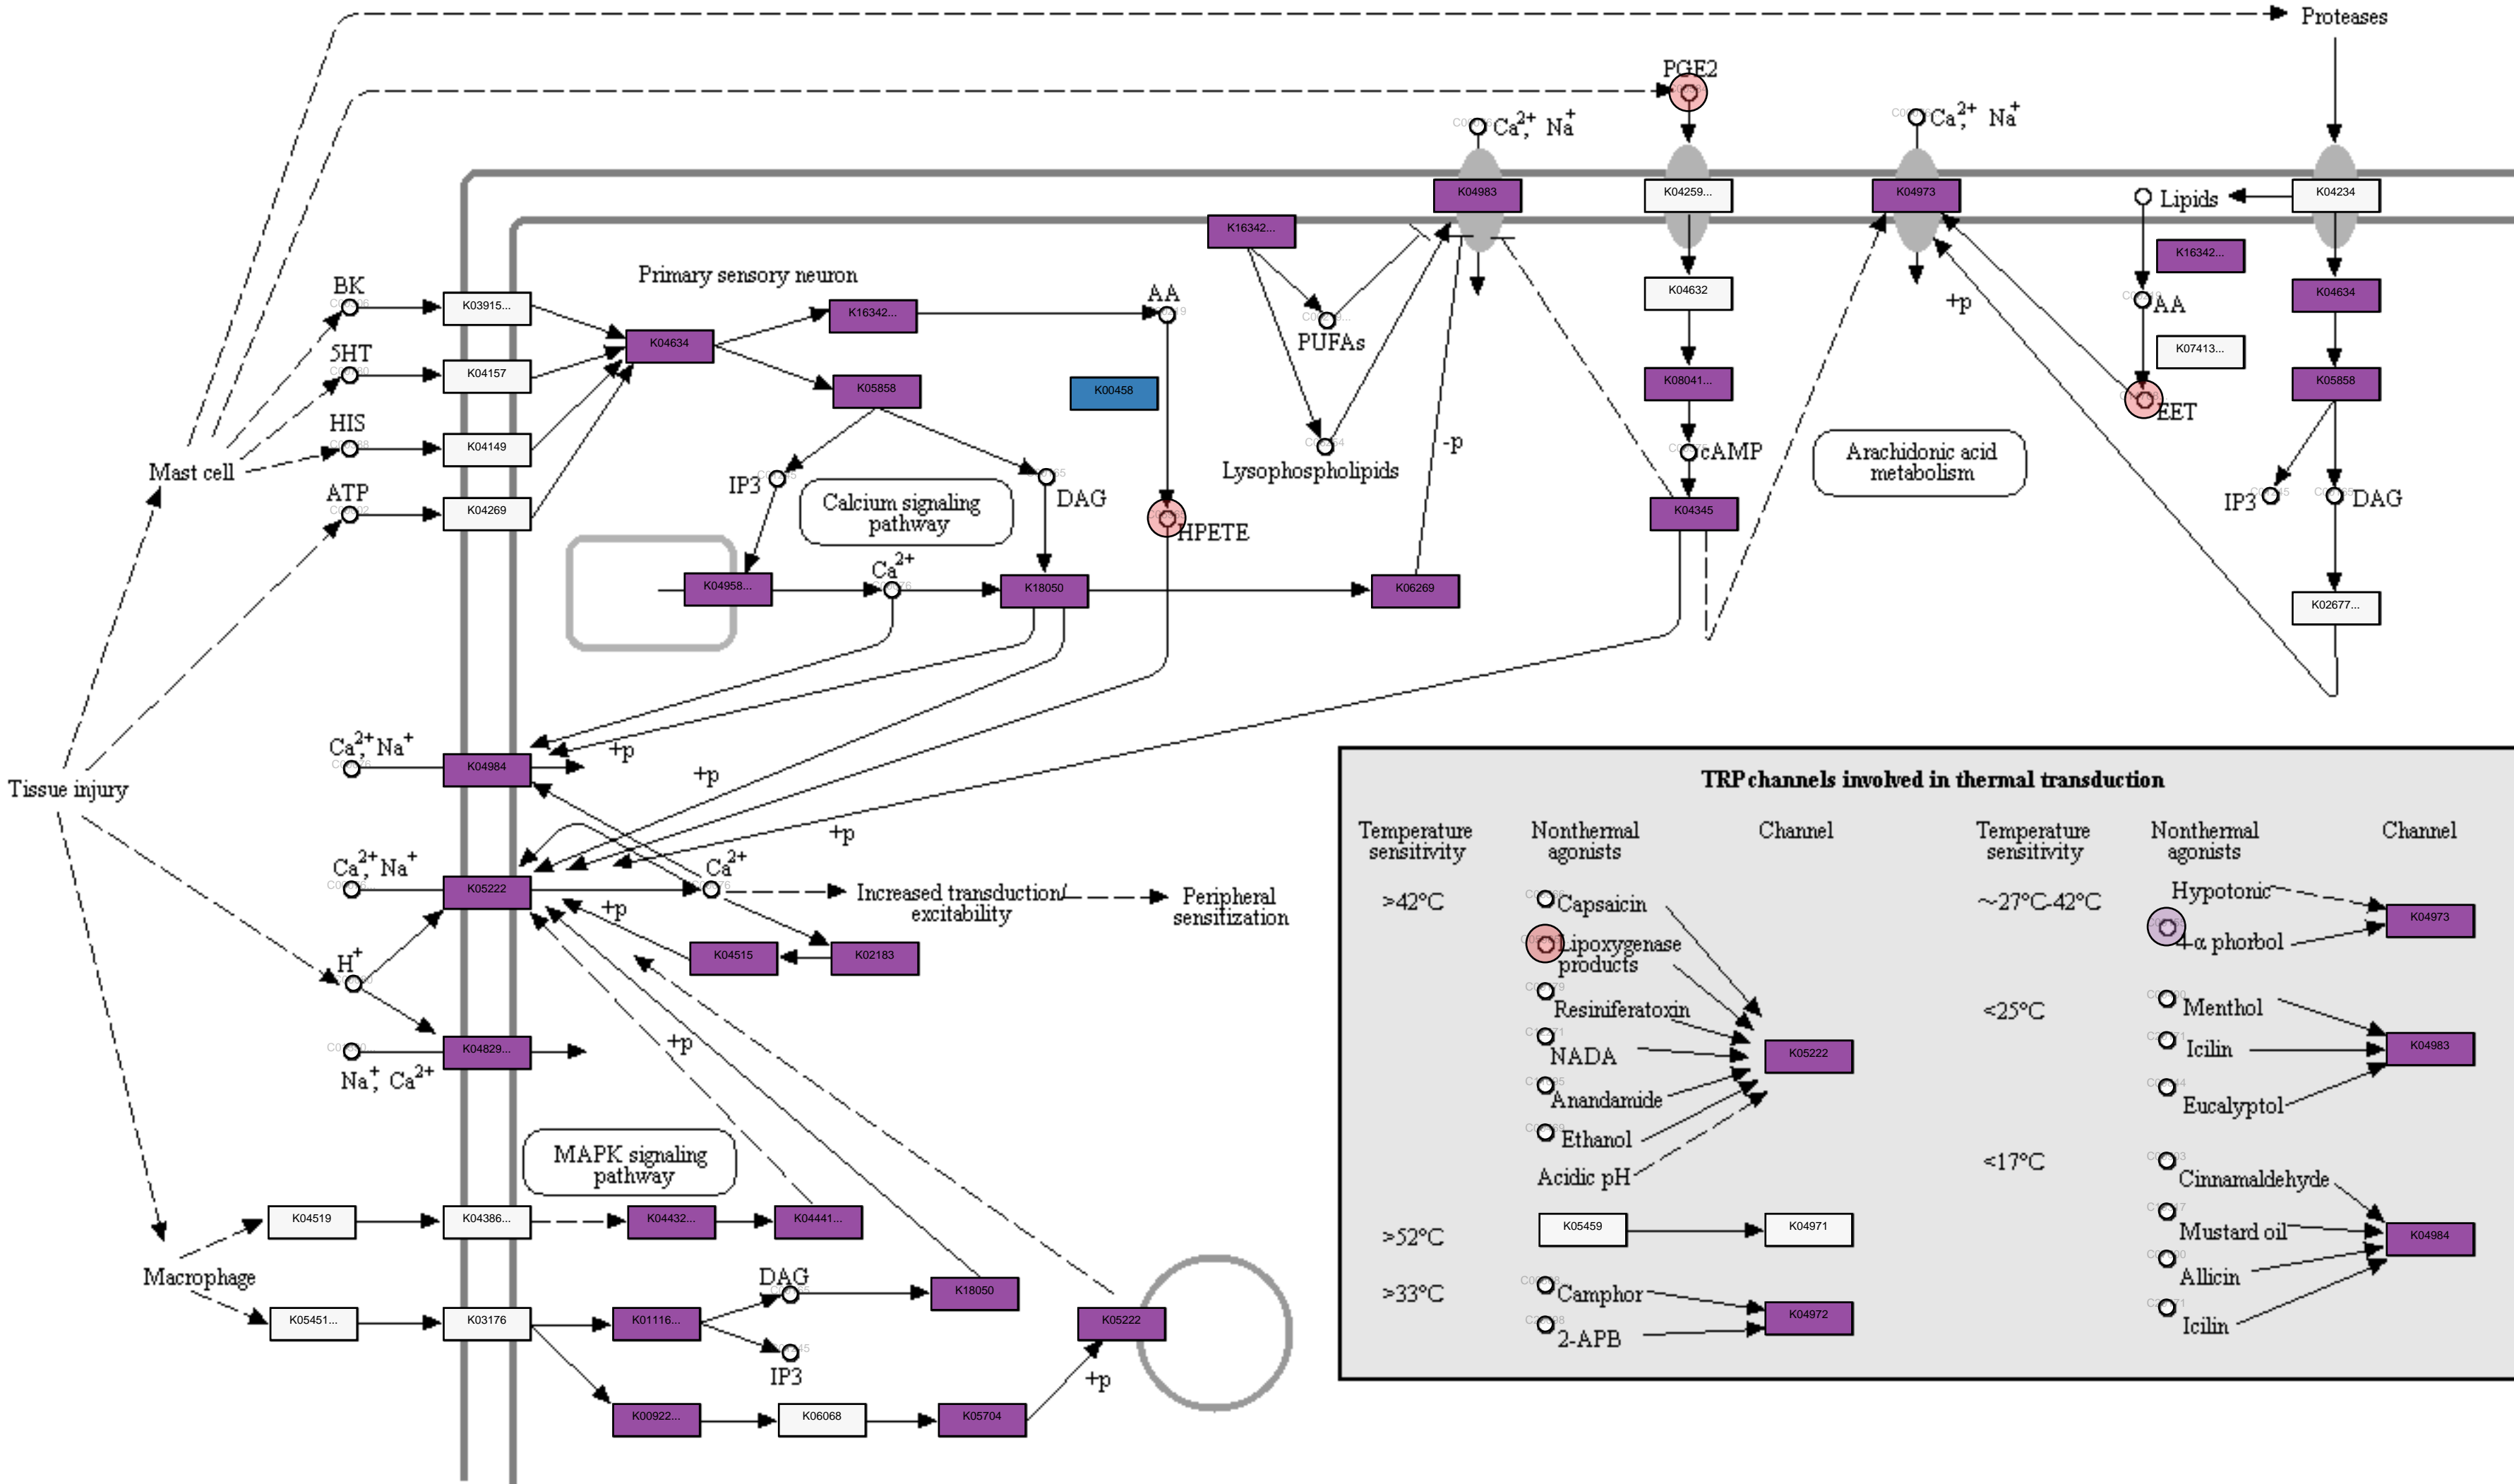 Proteases
PGE2
Ca2+, Na+
Ca2+, Na+
K04983
K04259...
K04973
Lipids
K04234
K16342...
K16342...
Primary sensory neuron
BK
K03915...
K16342...
AA
K04632
+p
AA
K04634
PUFAs
K04634
5HT
K04157
K07413...
K05858
K00458
K08041...
K05858
EET
HIS
K04149
-p
cAMP
Arachidonic acid
metabolism
Mast cell
Lysophospholipids
IP3
DAG
ATP
K04269
Calcium signaling
pathway
HPETE
K04345
IP3
DAG
Ca2+
K04958...
K18050
K06269
K02677...
Ca2+, Na+
+p
K04984
+p
Tissue injury
+p
Ca2+, Na+
Ca2+
K05222
Increased transduction/
excitability
Peripheral
sensitization
+p
K04515
K02183
H+
K04829...
Na+, Ca2+
+p
MAPK signaling
pathway
K04519
K04386...
K04432...
K04441...
Macrophage
DAG
K18050
K05451...
K03176
K01116...
K05222
IP3
+p
K00922...
K06068
K05704
TRP channels involved in thermal transduction
Temperature
sensitivity
Nonthermal
agonists
Channel
Temperature
sensitivity
Nonthermal
agonists
Channel
>42°C
Capsaicin
Lipoxygenase
products
Resiniferatoxin
NADA
K05222
Anandamide
Ethanol
Acidic pH
>52°C
K05459
K04971
>33°C
Camphor
K04972
2-APB
~27°C-42°C
Hypotonic
K04973
4-α phorbol
<25°C
Menthol
Icilin
K04983
Eucalyptol
<17°C
Cinnamaldehyde
Mustard oil
K04984
Allicin
Icilin